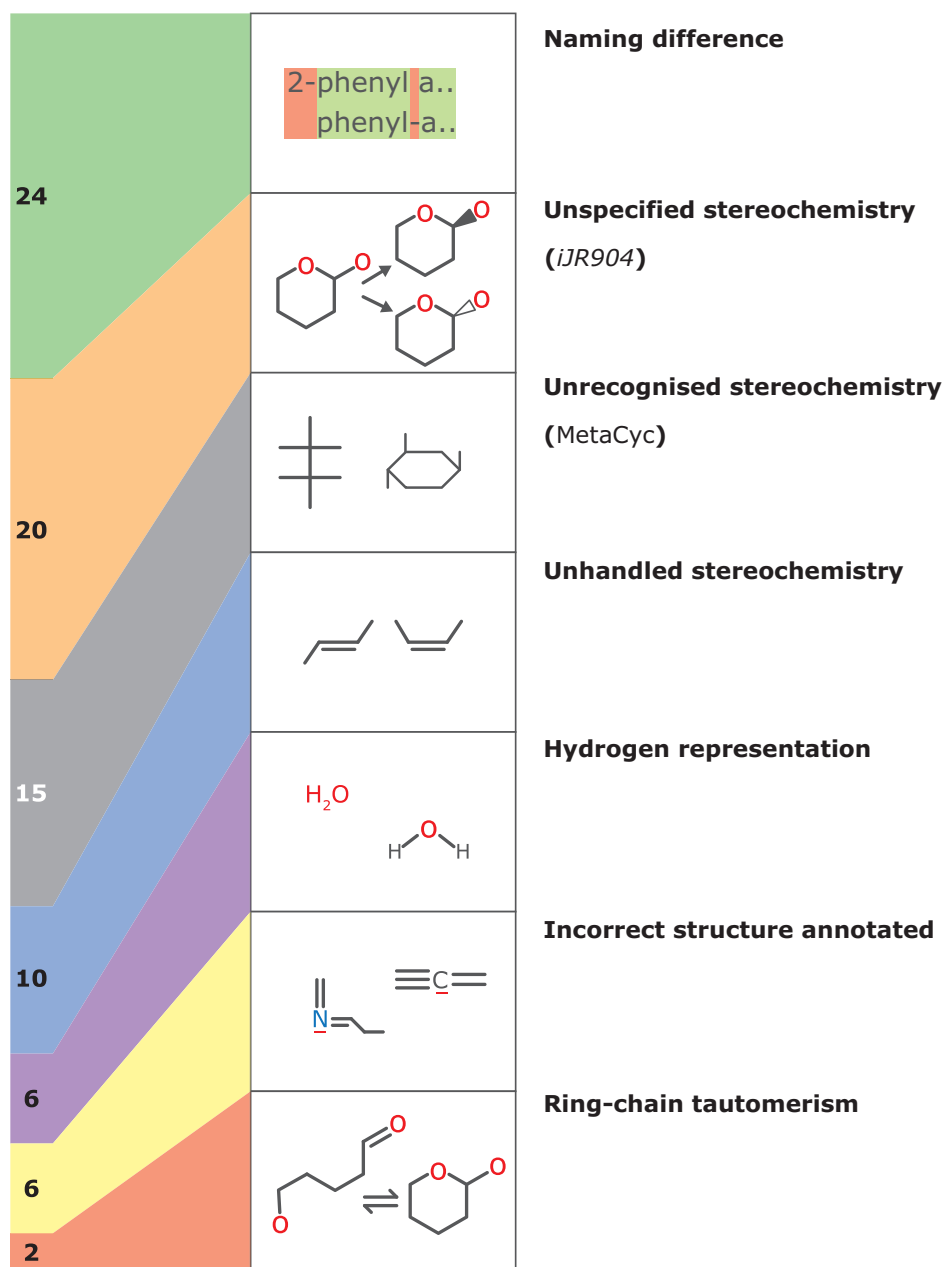 Naming difference
2-phenyl a..
phenyl-a..
24
Unspecified stereochemistry
(iJR904)
O
O
O
O
O
O
Unrecognised stereochemistry
(MetaCyc)
20
Unhandled stereochemistry
Hydrogen representation
15
H2O
O
H H
Incorrect structure annotated
10
C
N
6
Ring-chain tautomerism
O
O
O
O
6
2